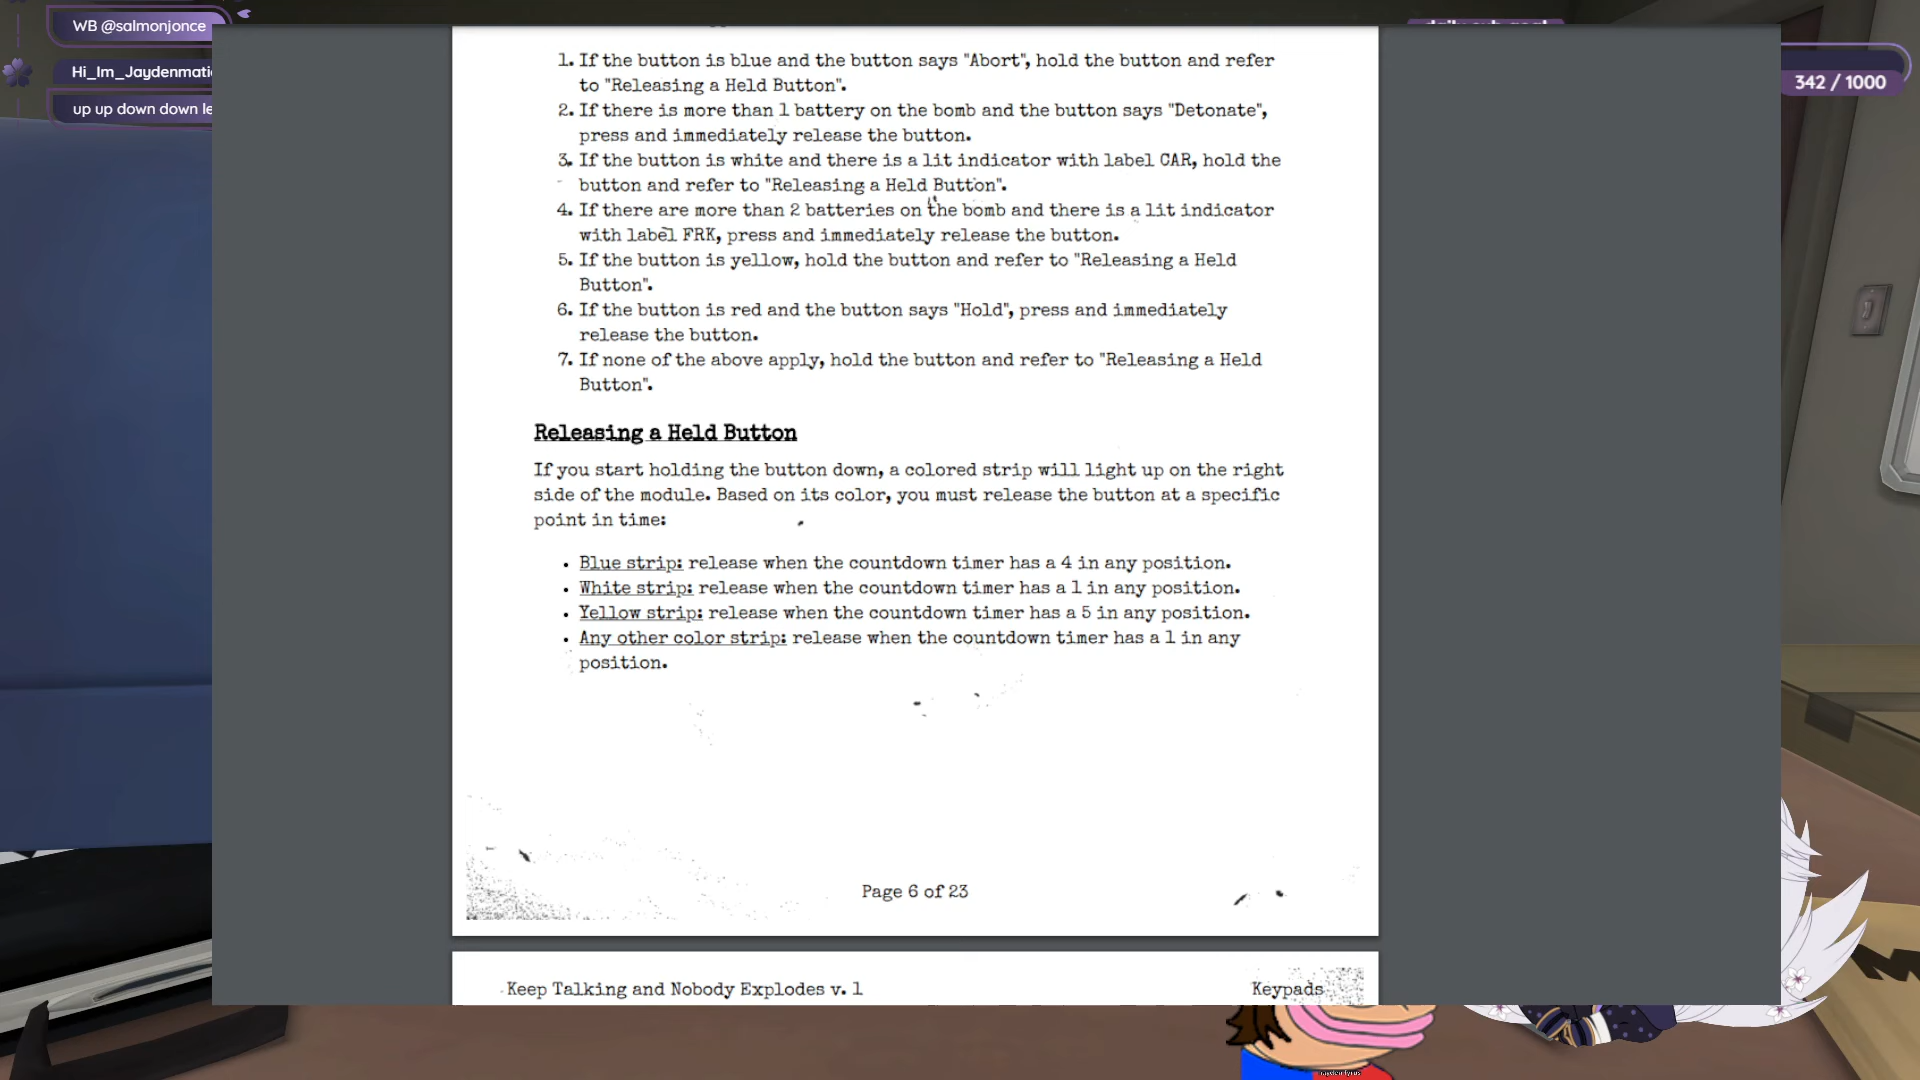 WB @salmonjonce
Hi_Im_Jaydenmatic
up up down down le
342 / 1000
1. If the button is blue and the button says "Abort", hold the button and refer
to "Releasing a Held Button".
2. If there is more than 1 battery on the bomb and the button says "Detonate",
press and immediately release the button.
3. If the button is white and there is a lit indicator with label CAR, hold the
button and refer to "Releasing a Held Button".
4. If there are more than 2 batteries on the bomb and there is a lit indicator
with label FRK, press and immediately release the button.
5. If the button is yellow, hold the button and refer to "Releasing a Held
Button".
6. If the button is red and the button says "Hold", press and immediately
release the button.
7. If none of the above apply, hold the button and refer to "Releasing a Held
Button".
Releasing a Held Button
If you start holding the button down, a colored strip will light up on the right
side of the module. Based on its color, you must release the button at a specific
point in time:
• Blue strip: release when the countdown timer has a 4 in any position.
• White strip: release when the countdown timer has a 1 in any position.
• Yellow strip: release when the countdown timer has a 5 in any position.
• Any other color strip: release when the countdown timer has a 1 in any
position.
Page 6 of 23
Keep Talking and Nobody Explodes v. 1
Keypads